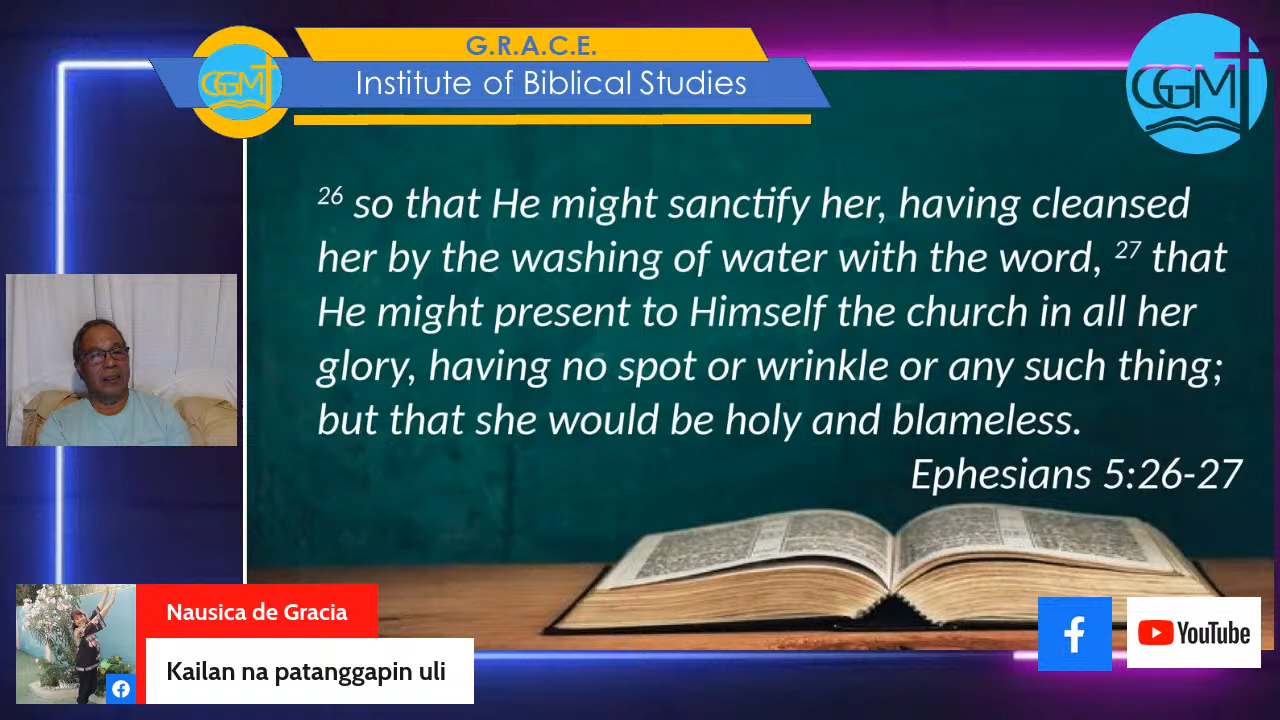 G.R.A.C.E.
Institute of Biblical Studies
CGM
CGGM
26 so that He might sanctify her, having cleansed
her by the washing of water with the word, 27 that
He might present to Himself the church in all her
glory, having no spot or wrinkle or any such thing;
but that she would be holy and blameless.
Ephesians 5:26-27
Nausica de Gracia
Kailan na patanggapin uli
YouTube